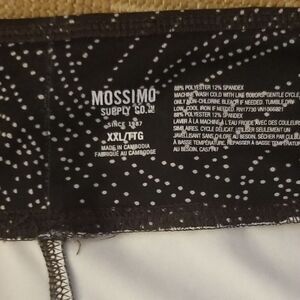 MOSSIMO
SUPPLY CO.
SINCE 1987
XXL/TTG
MADE IN CAMBODIA
FABRIQUÉ AU CAMBODGE
88% POLYESTER 12% SPANDEX
MACHINE WASH COLD WITH LIKE COLORS GENTLE CYCLE,
ONLY NON-CHLORINE BLEACH IF NEEDED. TUMBLE DRY
LOW. COOL IRON IF NEEDED.
88% POLYESTER 12% SPANDEX
LAVER À LA MACHINE À L'EAU FROIDE AVEC DES COULEURS
SIMILAIRES. CYCLE DÉLICAT. UTILISER SEULEMENT UN
JAVELLISANT SANS CHLORE AU BESOIN. SÉCHER PAR CULBUTAGE
À BASSE TEMPÉRATURE. REPASSER À BASSE TEMPÉRATURE
AU BESOIN.